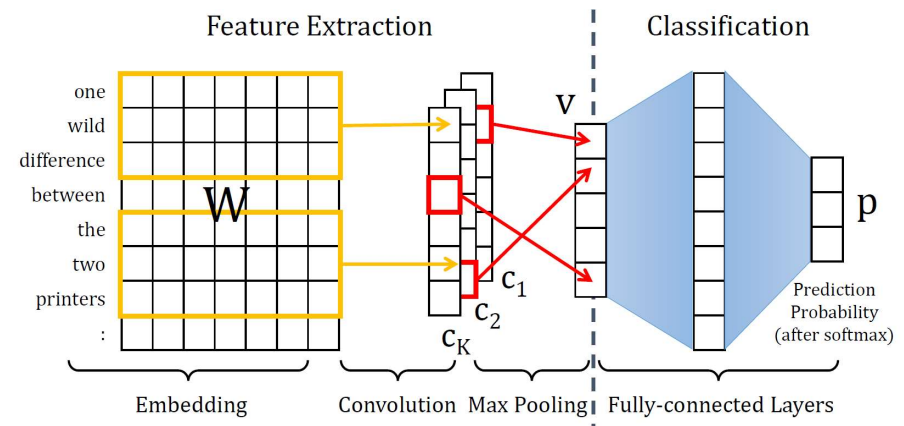 Feature Extraction
Classification
one
wild
difference
between
the
two
printers
:
W
c1
c2
cK
v
p
Prediction
Probability
(after softmax)
Embedding
Convolution
Max Pooling
Fully-connected Layers